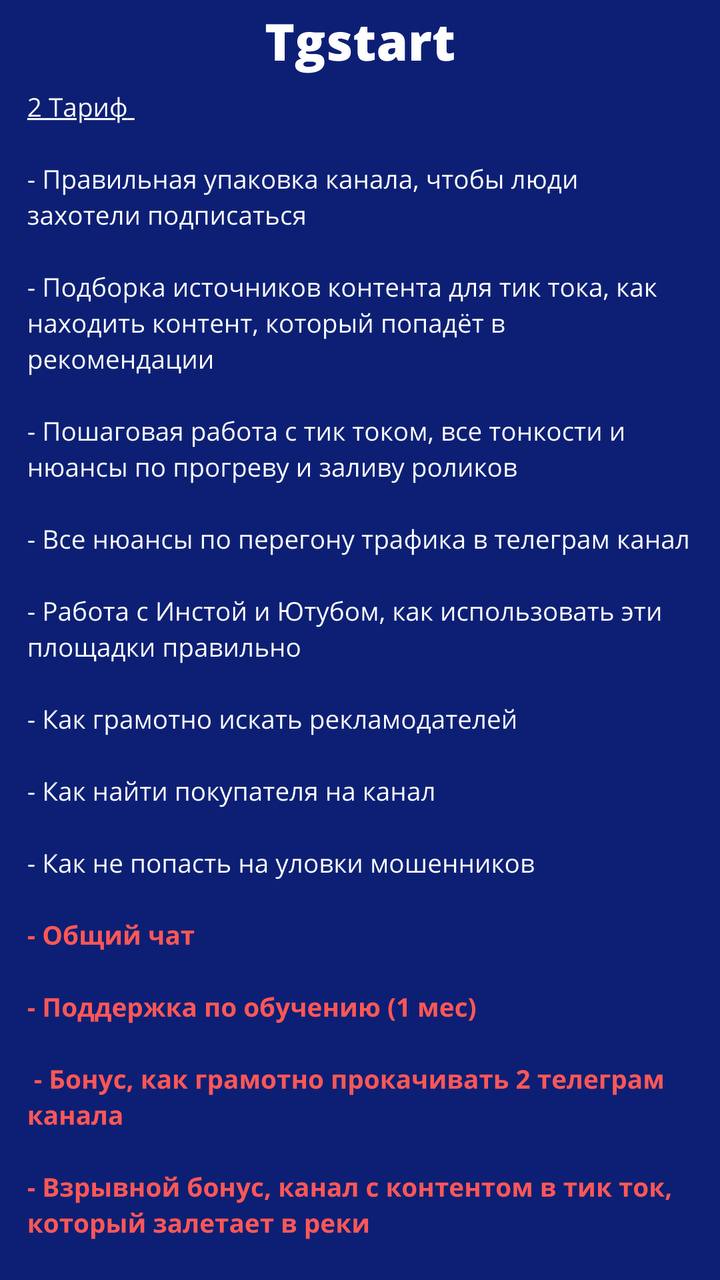 Tgstart
2 Тариф
- Правильная упаковка канала, чтобы люди
захотели подписаться
- Подборка источников контента для тик тока, как
находить контент, который попадёт в
рекомендации
- Пошаговая работа с тик током, все тонкости и
нюансы по прогреву и заливу роликов
- Все нюансы по перегону трафика в телеграм канал
- Работа с Инстой и Ютубом, как использовать эти
площадки правильно
- Как грамотно искать рекламодателей
- Как найти покупателя на канал
- Как не попасть на уловки мошенников
- Общий чат
- Поддержка по обучению (1 мес)
- Бонус, как грамотно прокачивать 2 телеграм
канала
- Взрывной бонус, канал с контентом в тик ток,
который залетает в реки